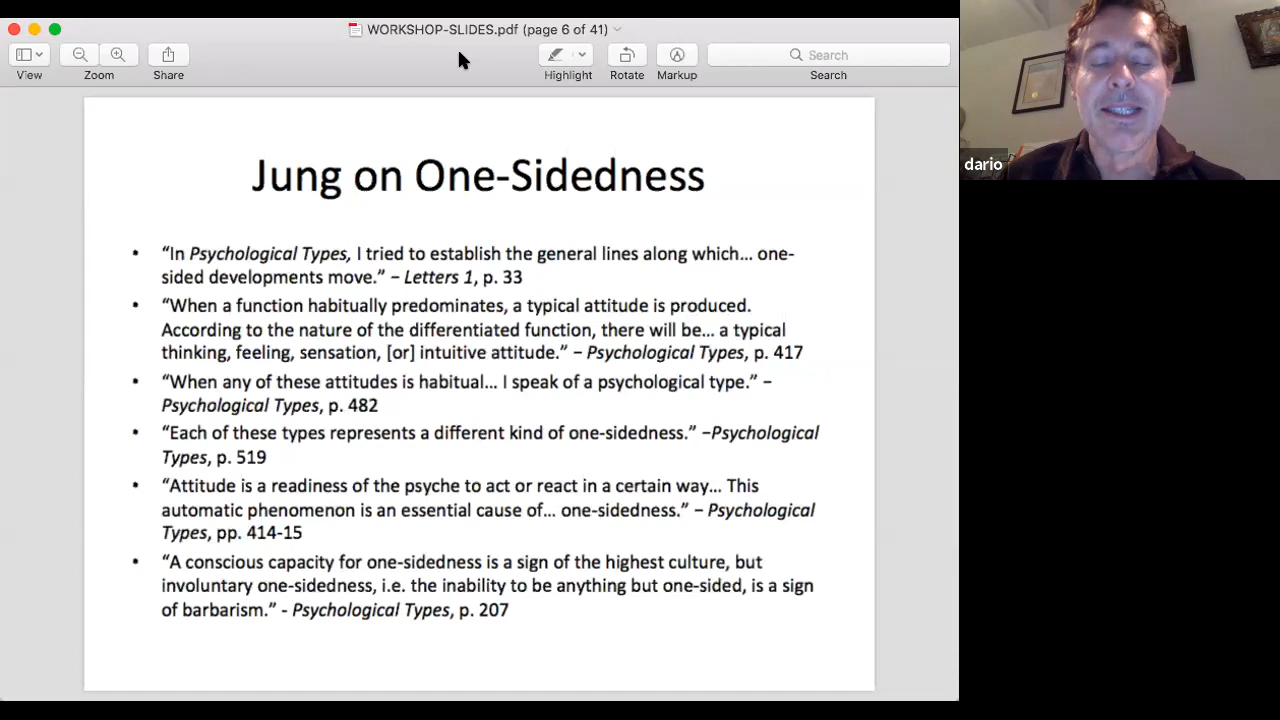 WORKSHOP-SLIDES.pdf (page 6 of 41)
View
Zoom
Share
Highlight
Rotate
Markup
Search
Search
dario
Jung on One-Sidedness
• “In Psychological Types, I tried to establish the general lines along which… one-
sided developments move.” – Letters 1, p. 33
• “When a function habitually predominates, a typical attitude is produced.
According to the nature of the differentiated function, there will be… a typical
thinking, feeling, sensation, [or] intuitive attitude.” – Psychological Types, p. 417
• “When any of these attitudes is habitual… I speak of a psychological type.” –
Psychological Types, p. 482
• “Each of these types represents a different kind of one-sidedness.” –Psychological
Types, p. 519
• “Attitude is a readiness of the psyche to act or react in a certain way… This
automatic phenomenon is an essential cause of… one-sidedness.” – Psychological
Types, pp. 414-15
• “A conscious capacity for one-sidedness is a sign of the highest culture, but
involuntary one-sidedness, i.e. the inability to be anything but one-sided, is a sign
of barbarism.” - Psychological Types, p. 207